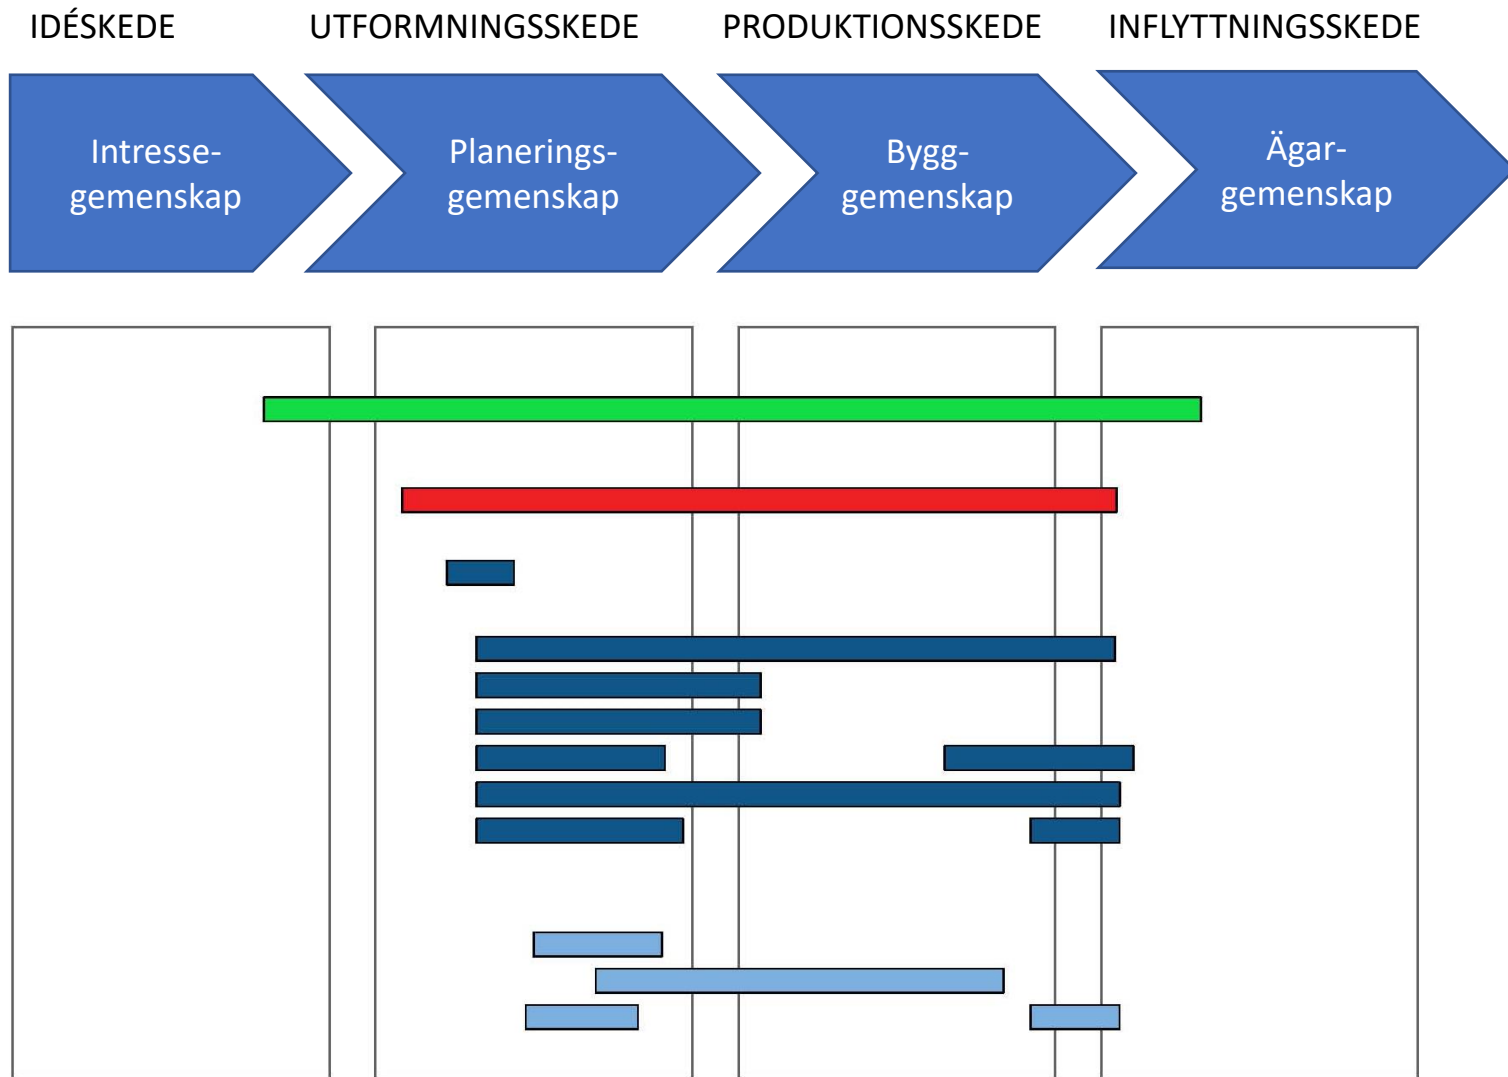 IDÉSKEDE
UTFORMNINGSSKEDE
PRODUKTIONSSKEDE
INFLYTTNINGSSKEDE
Intresse-
gemenskap
Planerings-
gemenskap
Bygg-
gemenskap
Ägar-
gemenskap